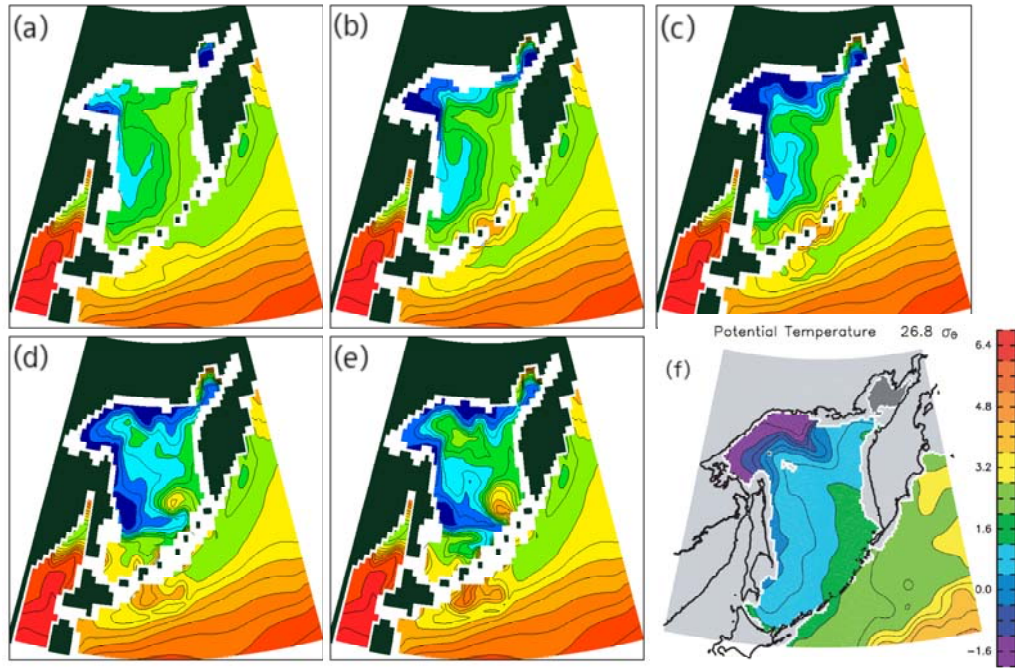 (a)
(b)
(c)
(d)
(e)
Potential Temperature 26.8 σθ
(f)
6.4
4.8
3.2
1.6
0.0
−1.6